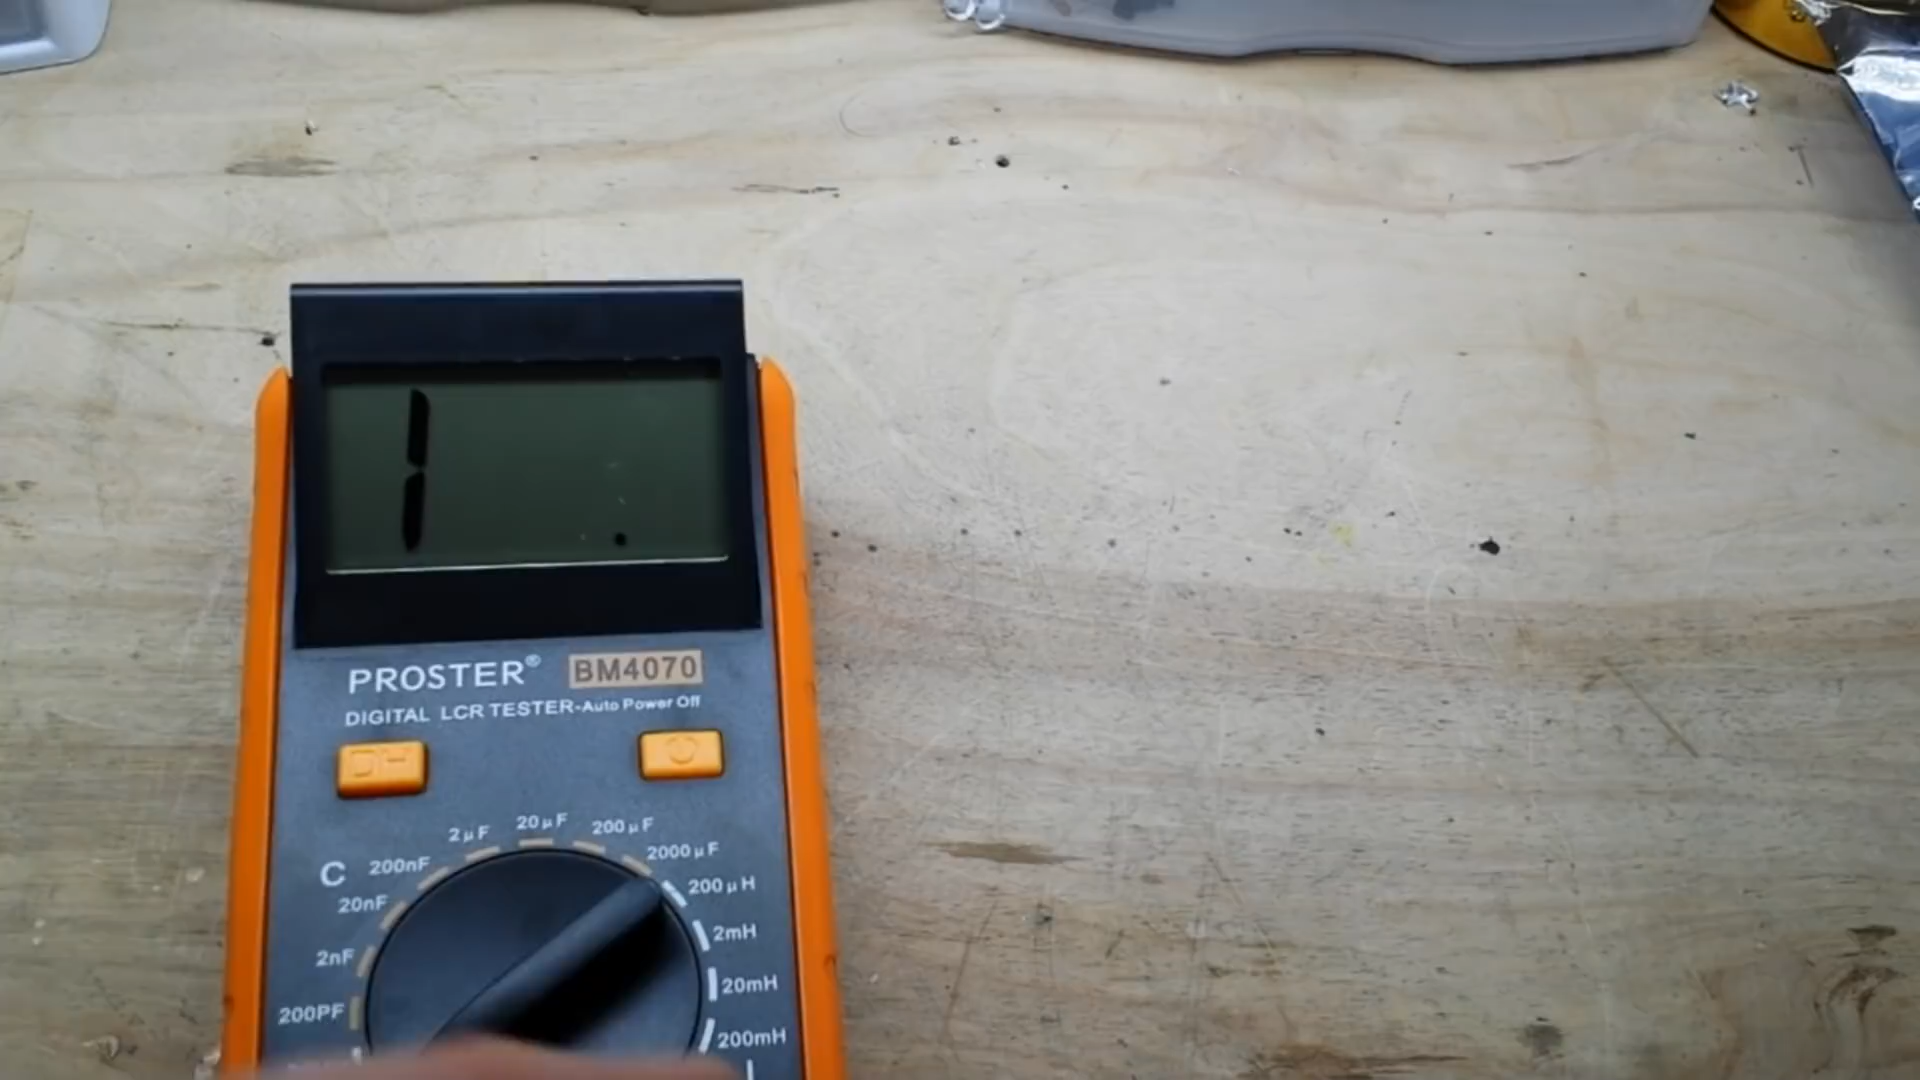 1 .
PROSTER® BM4070
DIGITAL LCR TESTER-Auto Power Off
DH
C
200PF
2nF
20nF
200nF
2µF
20µF
200µF
2000µF
200µH
2mH
20mH
200mH